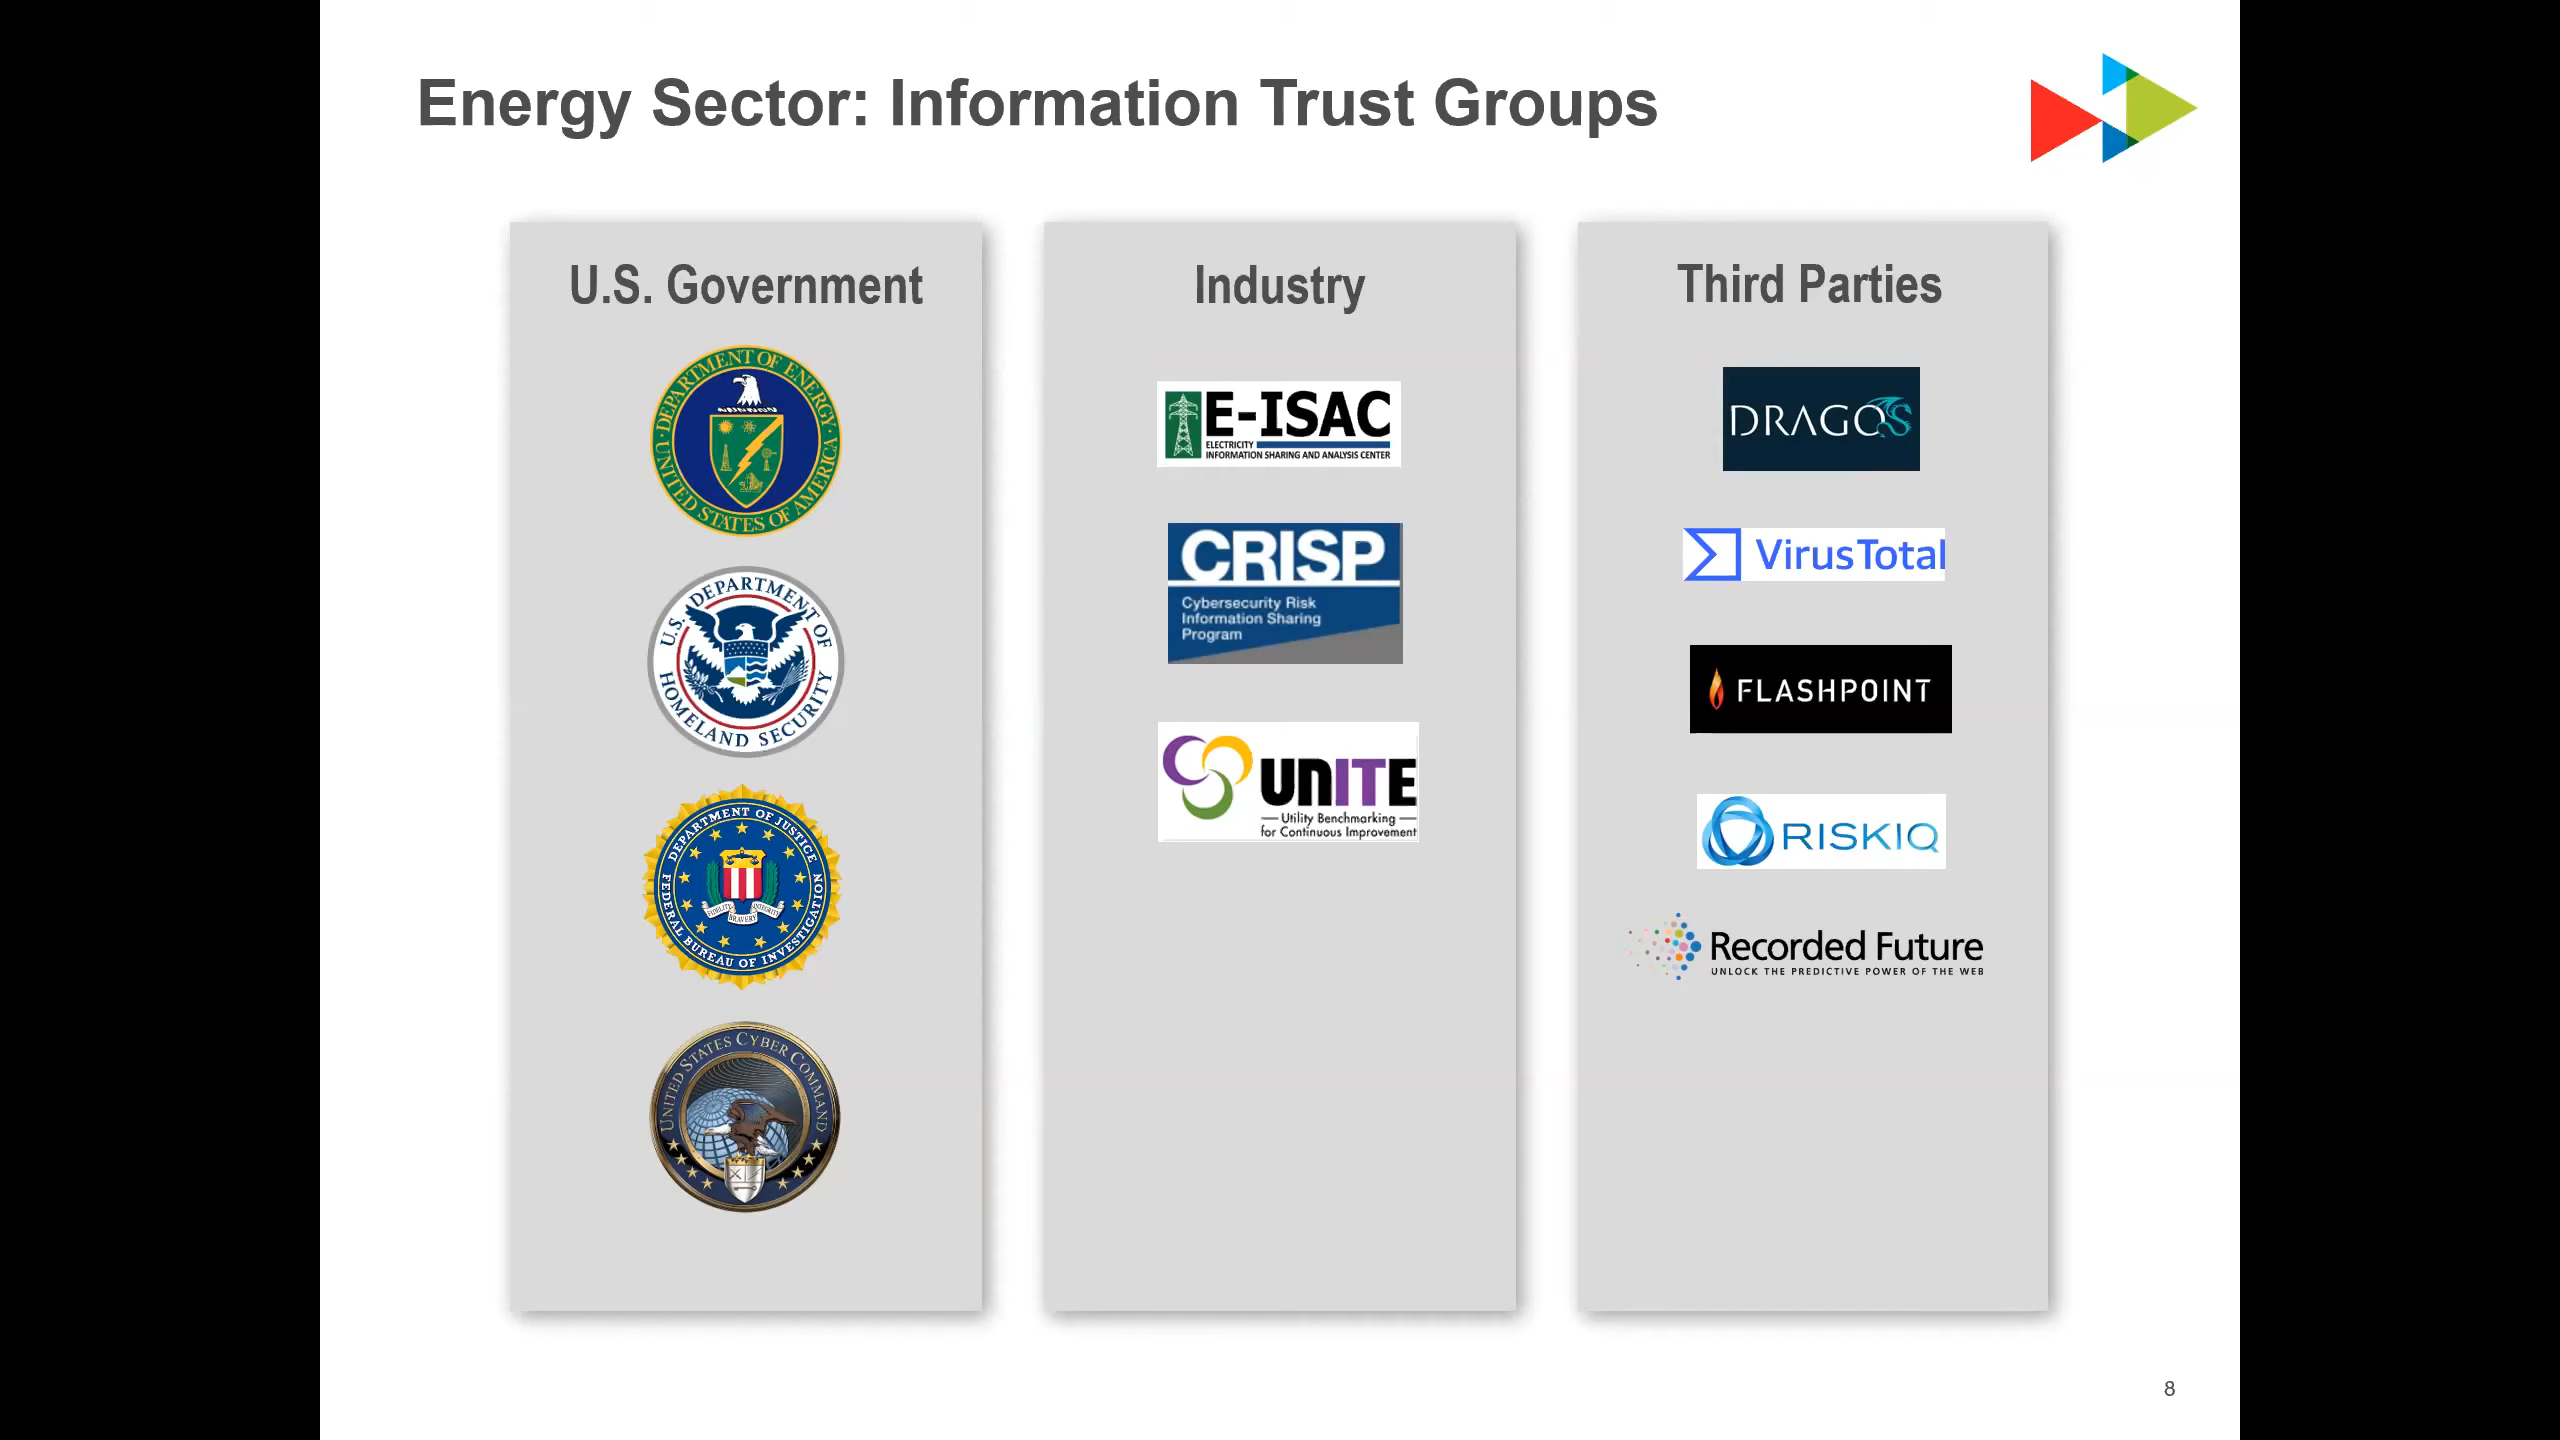 Energy Sector: Information Trust Groups
U.S. Government
DEPARTMENT OF ENERGY
UNITED STATES OF AMERICA
U.S. DEPARTMENT OF
HOMELAND SECURITY
DEPARTMENT OF JUSTICE
FIDELITY BRAVERY INTEGRITY
FEDERAL BUREAU OF INVESTIGATION
UNITED STATES CYBER COMMAND
Industry
E-ISAC
ELECTRICITY
INFORMATION SHARING AND ANALYSIS CENTER
CRISP
Cybersecurity Risk
Information Sharing
Program
UNITE
Utility Benchmarking
for Continuous Improvement
Third Parties
DRAGOS
VirusTotal
FLASHPOINT
RISKIQ
Recorded Future
UNLOCK THE PREDICTIVE POWER OF THE WEB
8